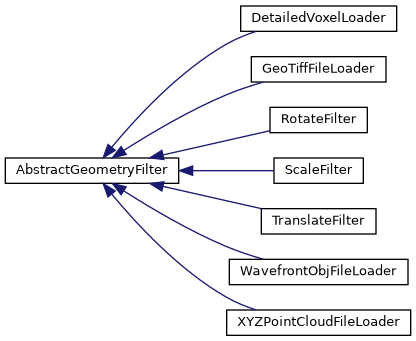 DetailedVoxelLoader
GeoTiffFileLoader
RotateFilter
AbstractGeometryFilter
ScaleFilter
TranslateFilter
WavefrontObjFileLoader
XYZPointCloudFileLoader